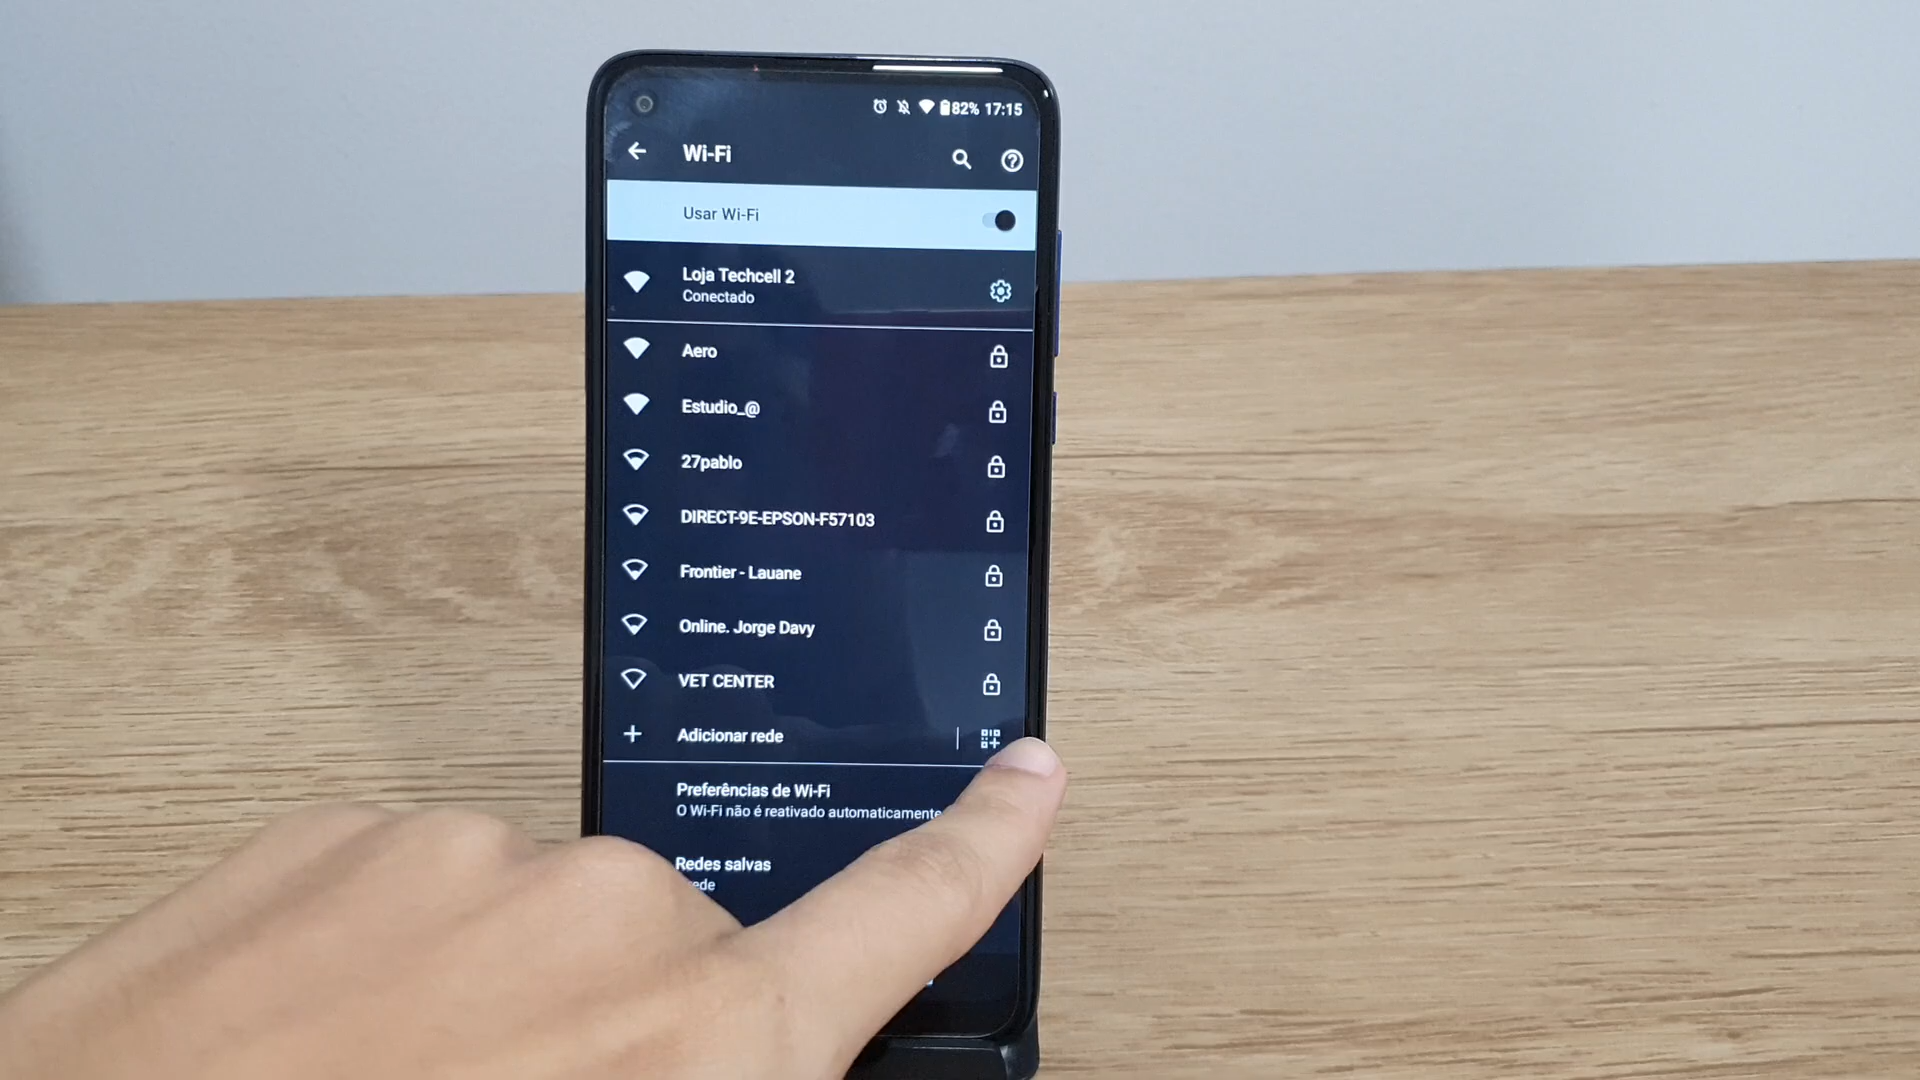 82% 17:15
Wi-Fi
Usar Wi-Fi
Loja Techcell 2
Conectado
Aero
Estudio_@
27pablo
DIRECT-9E-EPSON-F57103
Frontier - Lauane
Online. Jorge Davy
VET CENTER
Adicionar rede
Preferências de Wi-Fi
O Wi-Fi não é reativado automaticamente
Redes salvas
rede